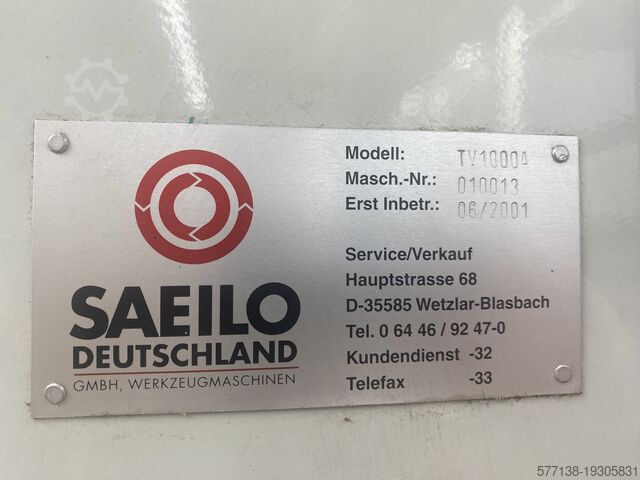 Modell: TV1000A
Masch.-Nr.: 010013
Erst Inbetr.: 06/2001
Service/Verkauf
Hauptstrasse 68
D-35585 Wetzlar-Blasbach
Tel. 0 64 46 / 92 47-0
Kundendienst -32
Telefax -33
SAEILO
DEUTSCHLAND
GMBH, WERKZEUGMASCHINEN
577138-19305831